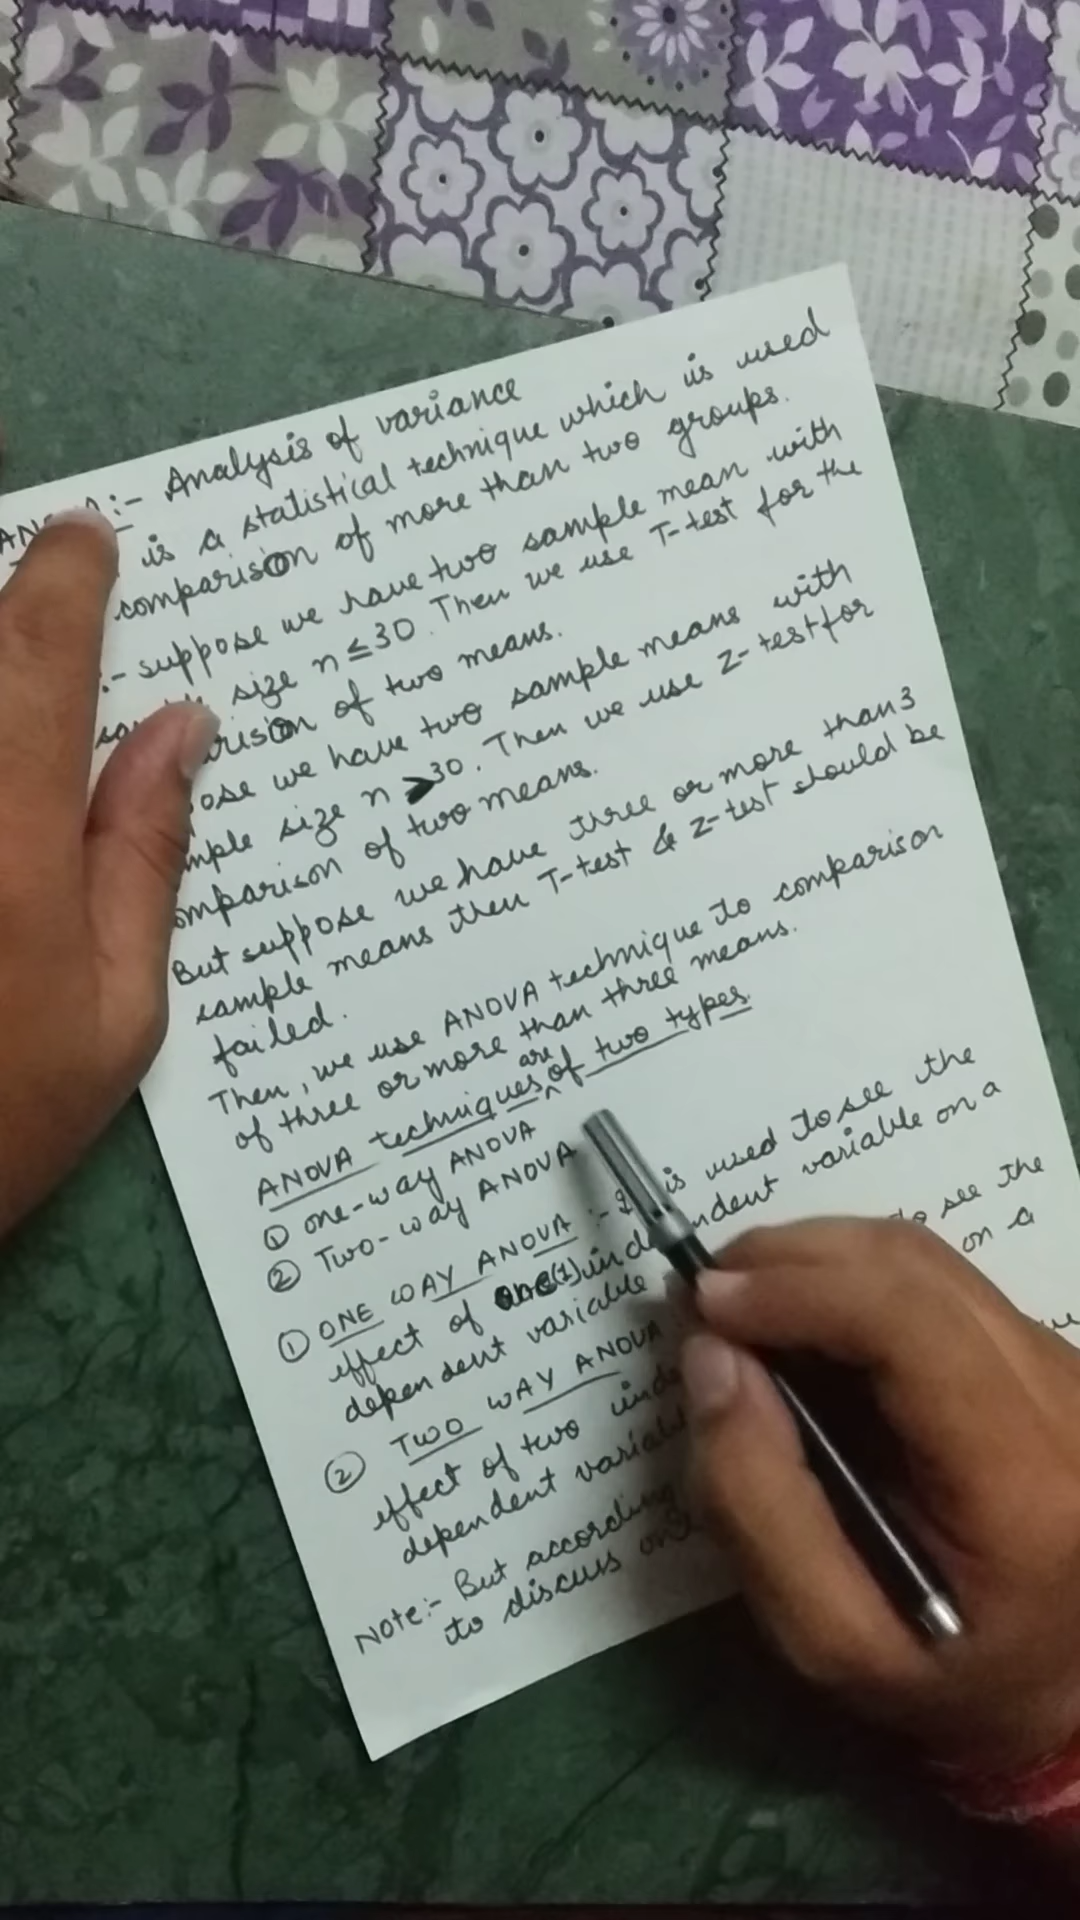 :- Analysis of variance
is a statistical technique which is used
comparison of more than two groups.
:- suppose we have two sample mean with
size n ≤ 30. Then we use T-test for the
of two means.
we have two sample means with
size n > 30. Then we use Z-test for
of two means.
But suppose we have three or more than 3
sample means then T-test & Z-test should be
failed.
Then, we use ANOVA technique to comparison
of three or more than three means.
ANOVA techniques are of two types.
① one-way ANOVA
② Two-way ANOVA
① ONE WAY ANOVA :- is used to see the
effect of one(1) variable on a
dependent variable
② TWO WAY ANOVA to see the
effect of two on a
dependent
NOTE:- But according
to discuss